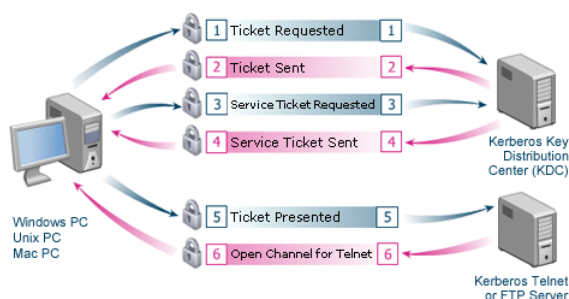 1 Ticket Requested 1
2 Ticket Sent 2
3 Service Ticket Requested 3
4 Service Ticket Sent 4
Kerberos Key
Distribution
Center (KDC)
Windows PC
Unix PC
Mac PC
5 Ticket Presented 5
6 Open Channel for Telnet 6
Kerberos Telnet
or FTP Server